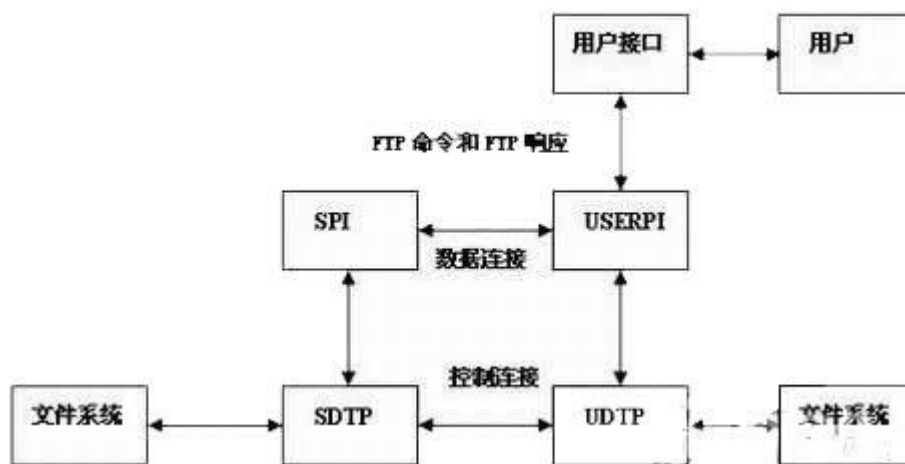 用户接口
用户
FTP 命令和 FTP 响应
SPI
USERPI
数据连接
控制连接
文件系统
SDTP
UDTP
文件系统